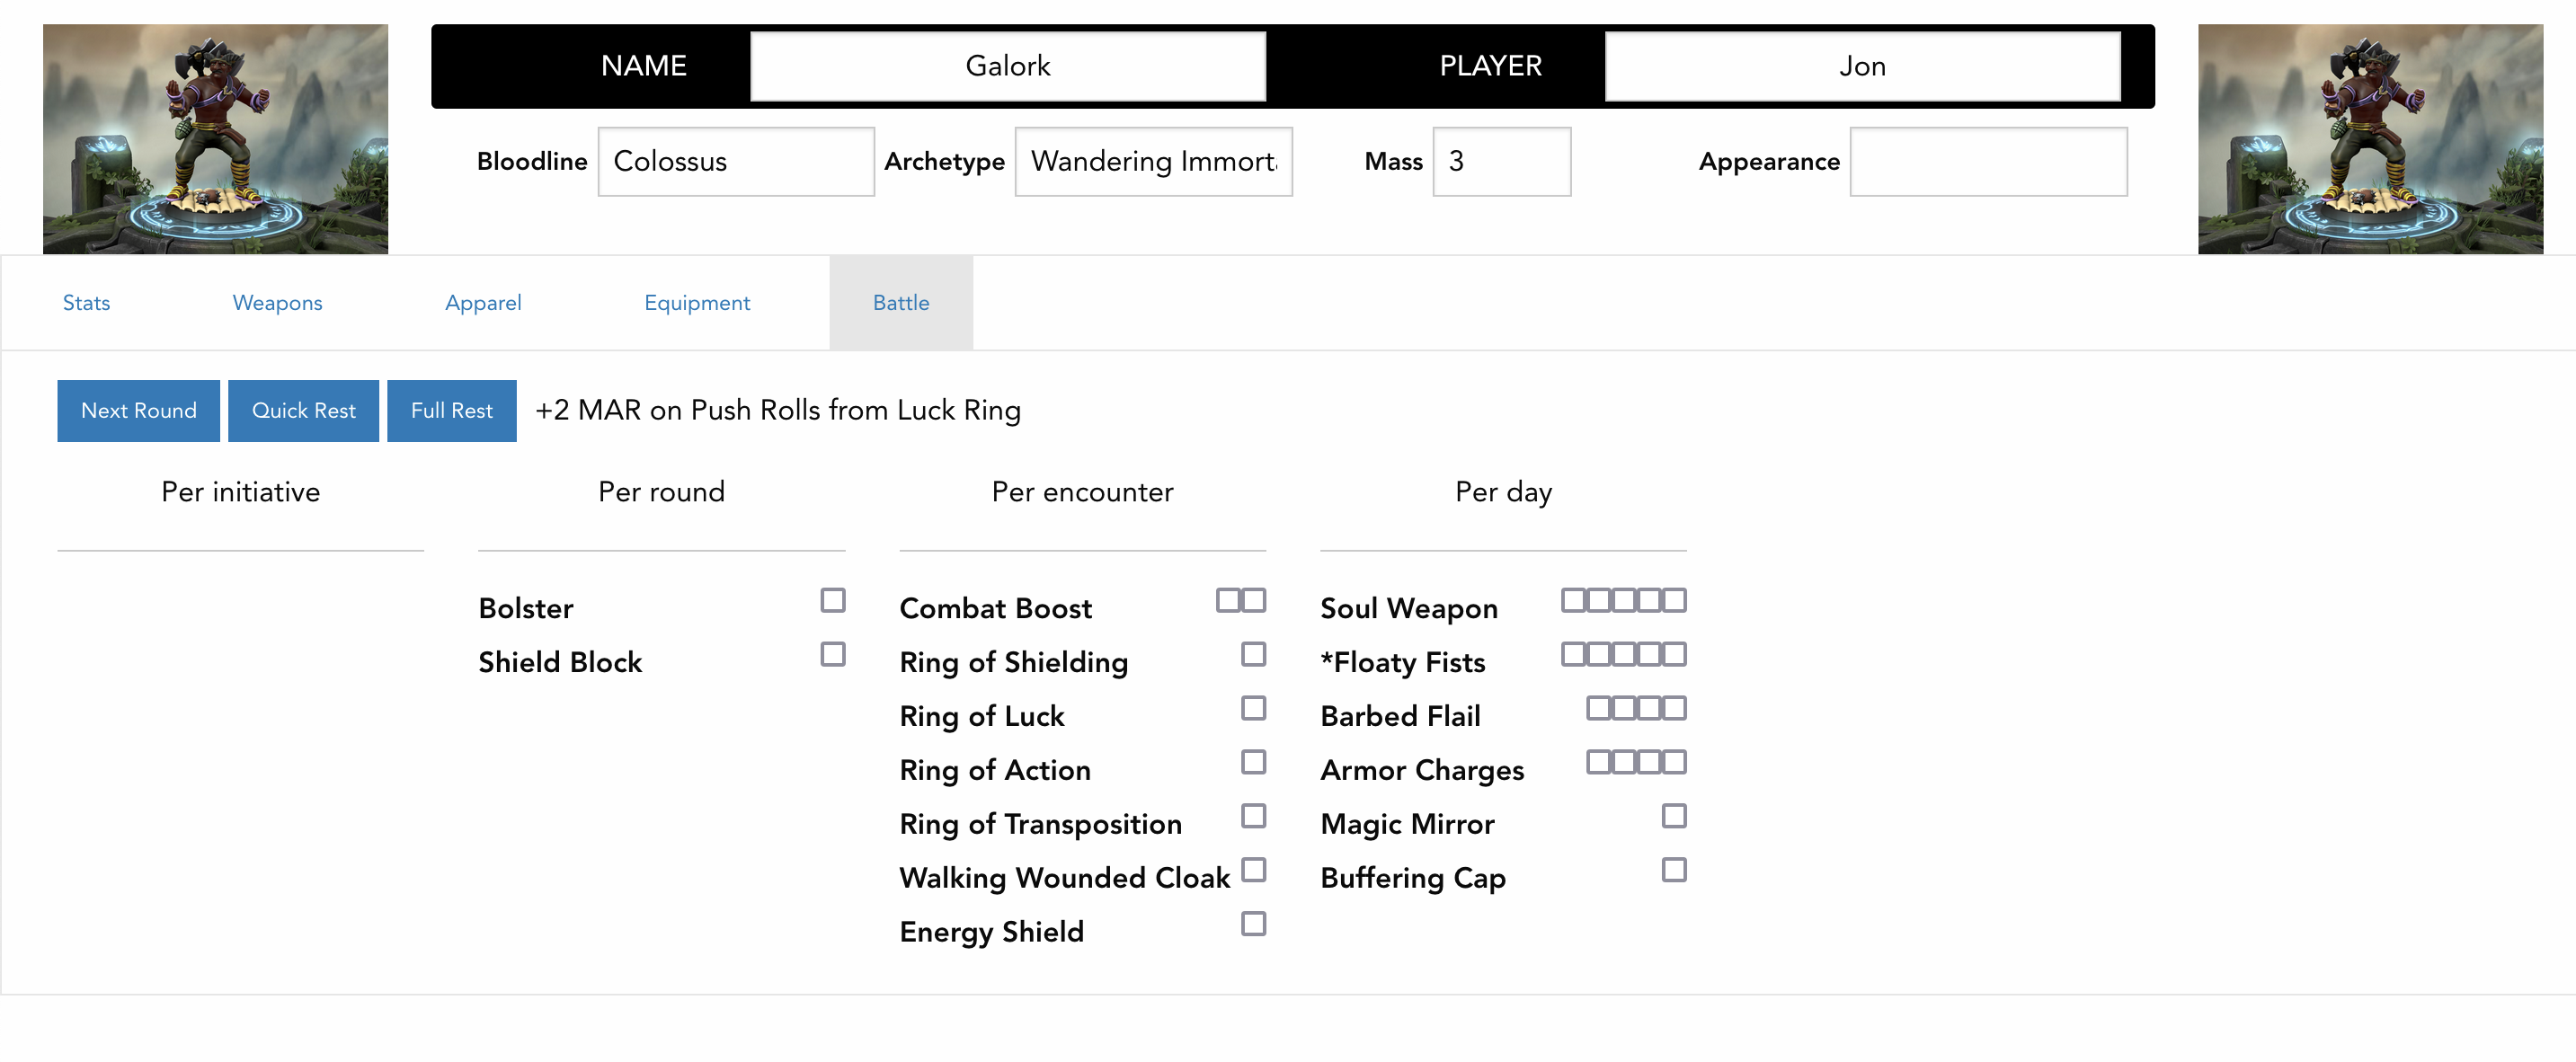 NAME Galork PLAYER Jon
Bloodline Colossus Archetype Wandering Mass 3 Appearance
Stats Weapons Apparel Equipment Battle
Next Round Quick Rest Full Rest +2 MAR on Push Rolls from Luck Ring
Per initiative Per round Per encounter Per day
Bolster Combat Boost Soul Weapon
Shield Block Ring of Shielding *Floaty Fists
Ring of Luck Barbed Flail
Ring of Action Armor Charges
Ring of Transposition Magic Mirror
Walking Wounded Cloak Buffering Cap
Energy Shield